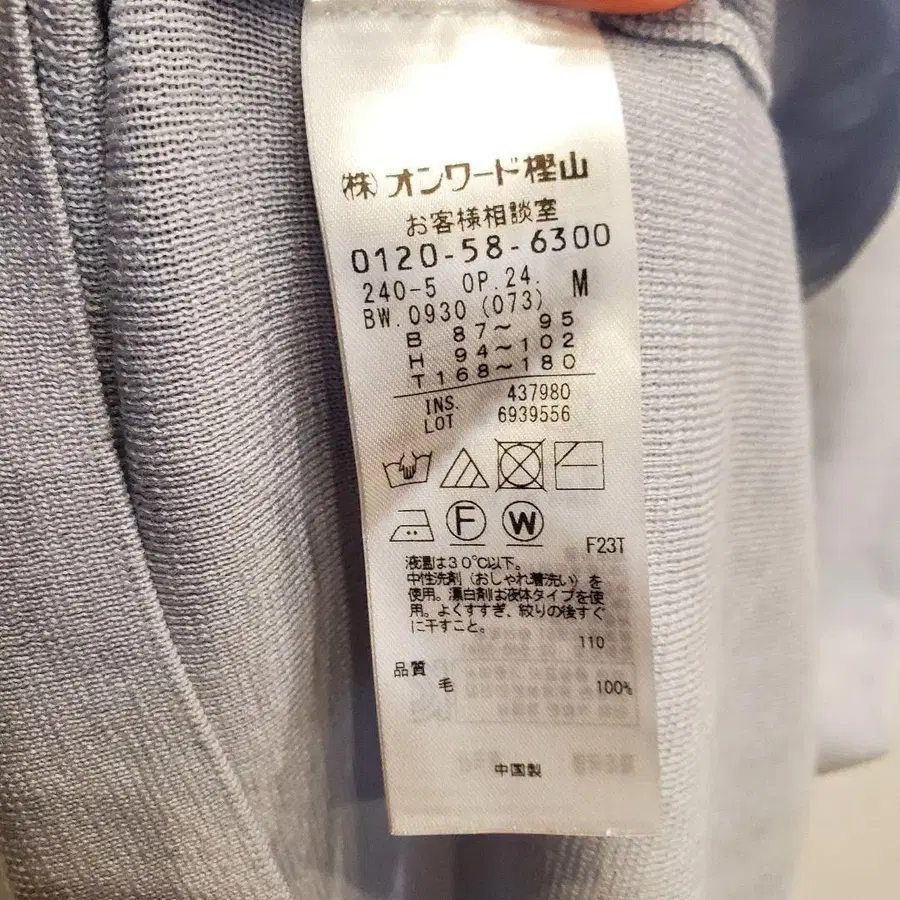 (株)オンワード樫山
お客様相談室
0120-58-6300
240-5 OP.24. M
BW.0930 (073)
B 87～ 95
H 94～102
T168～180
INS. 437980
LOT 6939556
F W
F23T
液温は30℃以下。
中性洗剤（おしゃれ着洗い）を
使用。漂白剤は液体タイプを使
用。よくすすぎ、絞りの後すぐ
に干すこと。
110
品質
毛 100%
中国製